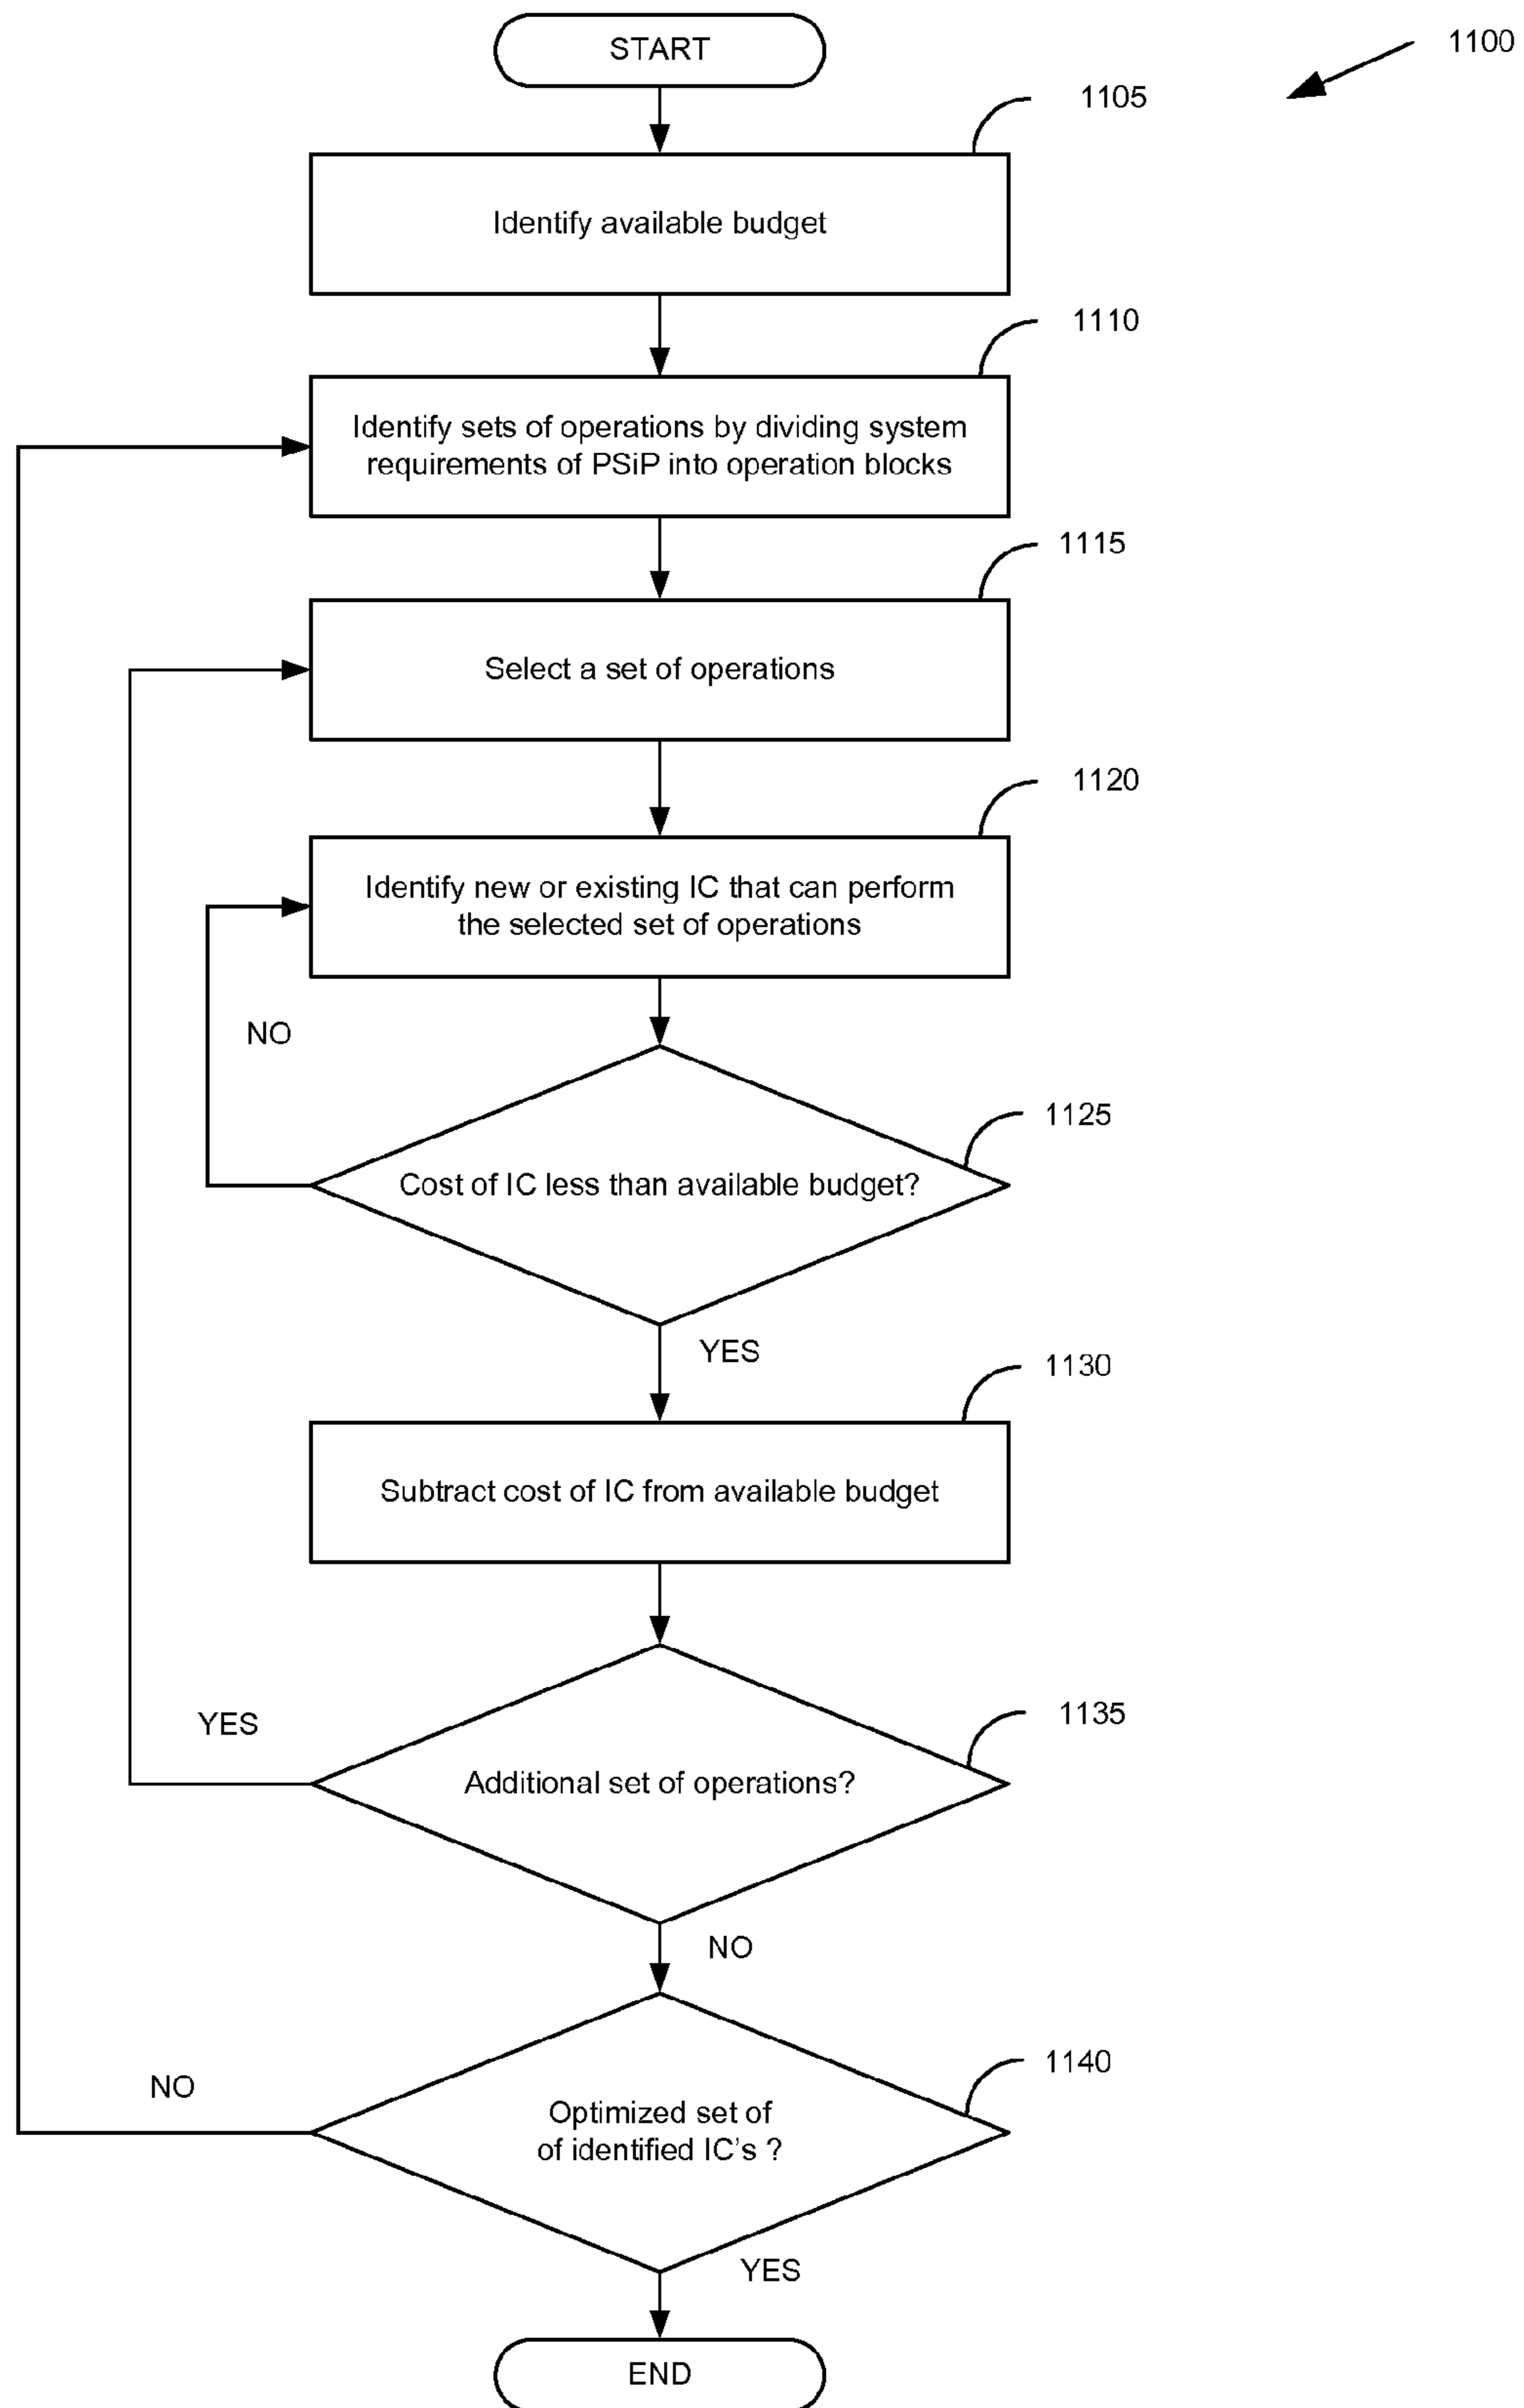 START
1100
1105
Identify available budget
1110
Identify sets of operations by dividing system
requirements of PSiP into operation blocks
1115
Select a set of operations
1120
Identify new or existing IC that can perform
the selected set of operations
NO
1125
Cost of IC less than available budget?
YES
1130
Subtract cost of IC from available budget
YES
1135
Additional set of operations?
NO
1140
NO
Optimized set of
of identified IC's ?
YES
END